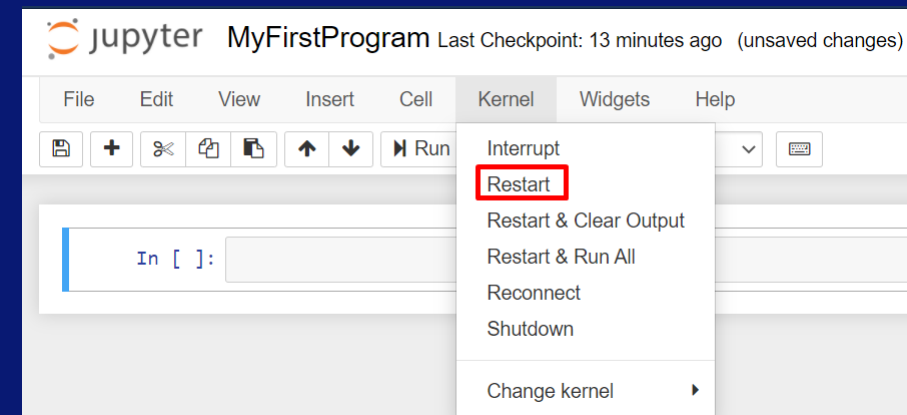 jupyter MyFirstProgram Last Checkpoint: 13 minutes ago (unsaved changes)
File Edit View Insert Cell Kernel Widgets Help
Run
Interrupt
Restart
Restart & Clear Output
In [ ]:
Restart & Run All
Reconnect
Shutdown
Change kernel